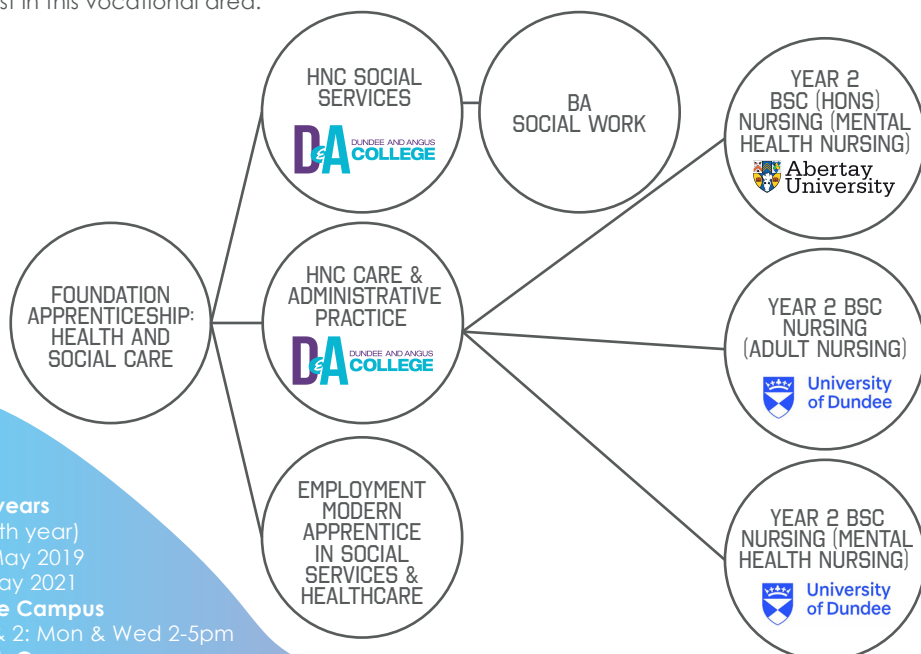 in this vocational area.
HNC SOCIAL
SERVICES
D&A DUNDEE AND ANGUS
COLLEGE
BA
SOCIAL WORK
YEAR 2
BSC (HONS)
NURSING (MENTAL
HEALTH NURSING)
Abertay
University
FOUNDATION
APPRENTICESHIP:
HEALTH AND
SOCIAL CARE
HNC CARE &
ADMINISTRATIVE
PRACTICE
D&A DUNDEE AND ANGUS
COLLEGE
YEAR 2 BSC
NURSING
(ADULT NURSING)
University
of Dundee
EMPLOYMENT
MODERN
APPRENTICE
IN SOCIAL
SERVICES &
HEALTHCARE
YEAR 2 BSC
NURSING (MENTAL
HEALTH NURSING)
University
of Dundee
years
th year)
May 2019
ay 2021
Campus
& 2: Mon & Wed 2-5pm